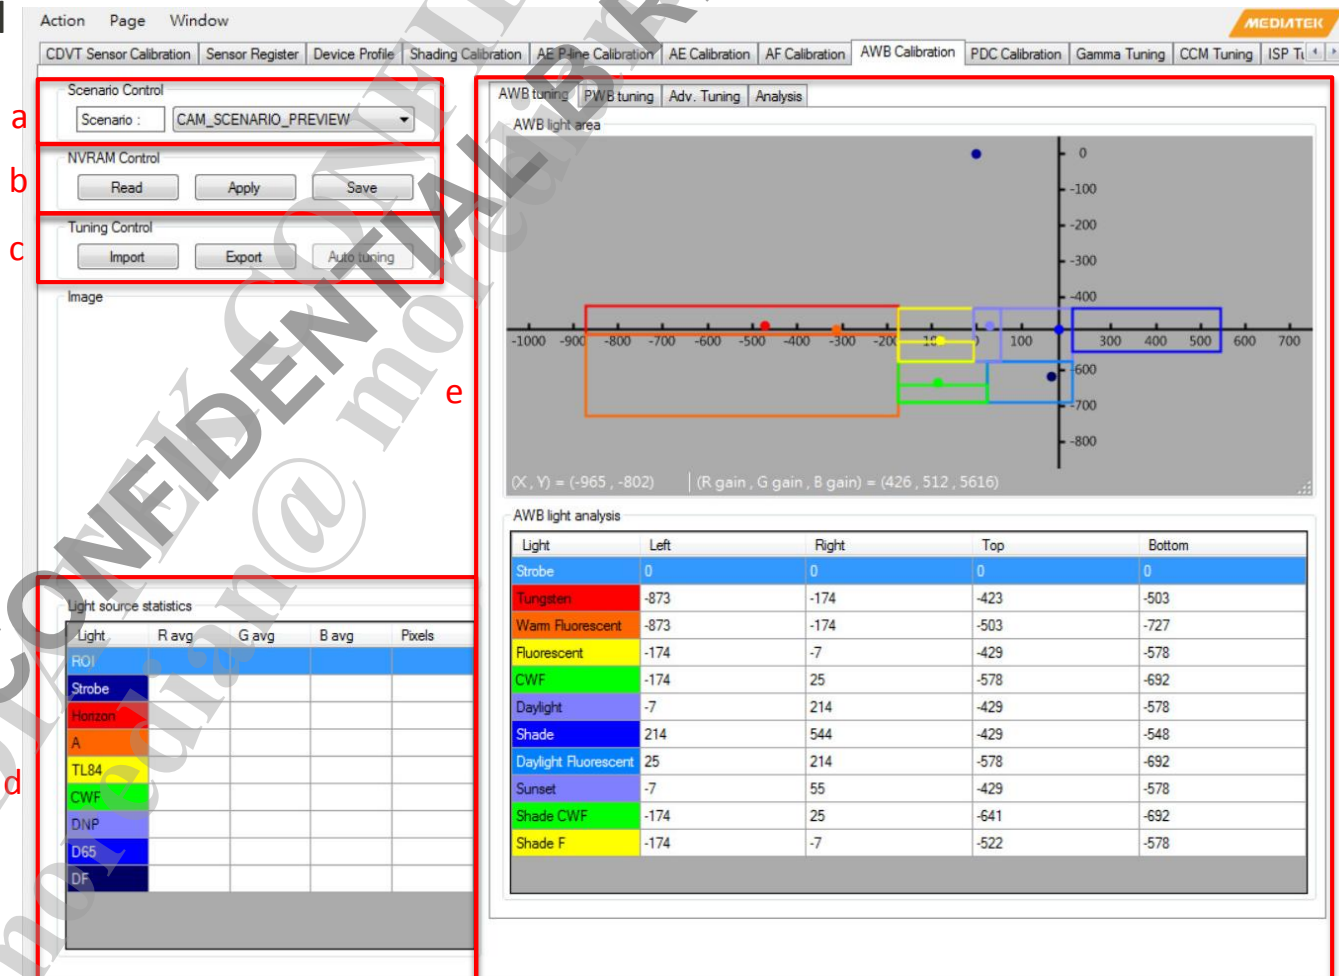 Action Page Window
MEDIATEK
CDVT Sensor Calibration Sensor Register Device Profile Shading Calibration AE P-line Calibration AE Calibration AF Calibration AWB Calibration PDC Calibration Gamma Tuning CCM Tuning ISP Tu
a
Scenario Control
Scenario : CAM_SCENARIO_PREVIEW
b
NVRAM Control
Read Apply Save
c
Tuning Control
Import Export Auto tuning
Image
d
Light source statistics
Light R avg G avg B avg Pixels
ROI
Strobe
Horizon
A
TL84
CWF
DNP
D65
DF
e
AWB tuning PWB tuning Adv. Tuning Analysis
AWB light area
0
-100
-200
-300
-400
-1000 -900 -800 -700 -600 -500 -400 -300 -200 0 100 300 400 500 600 700
-600
-700
-800
(X , Y) = (-965 , -802) (R gain , G gain , B gain) = (426 , 512 , 5616)
AWB light analysis
Light Left Right Top Bottom
Strobe 0 0 0 0
Tungsten -873 -174 -423 -503
Warm Fluorescent -873 -174 -503 -727
Fluorescent -174 -7 -429 -578
CWF -174 25 -578 -692
Daylight -7 214 -429 -578
Shade 214 544 -429 -548
Daylight Fluorescent 25 214 -578 -692
Sunset -7 55 -429 -578
Shade CWF -174 25 -641 -692
Shade F -174 -7 -522 -578
CONFIDENTIAL